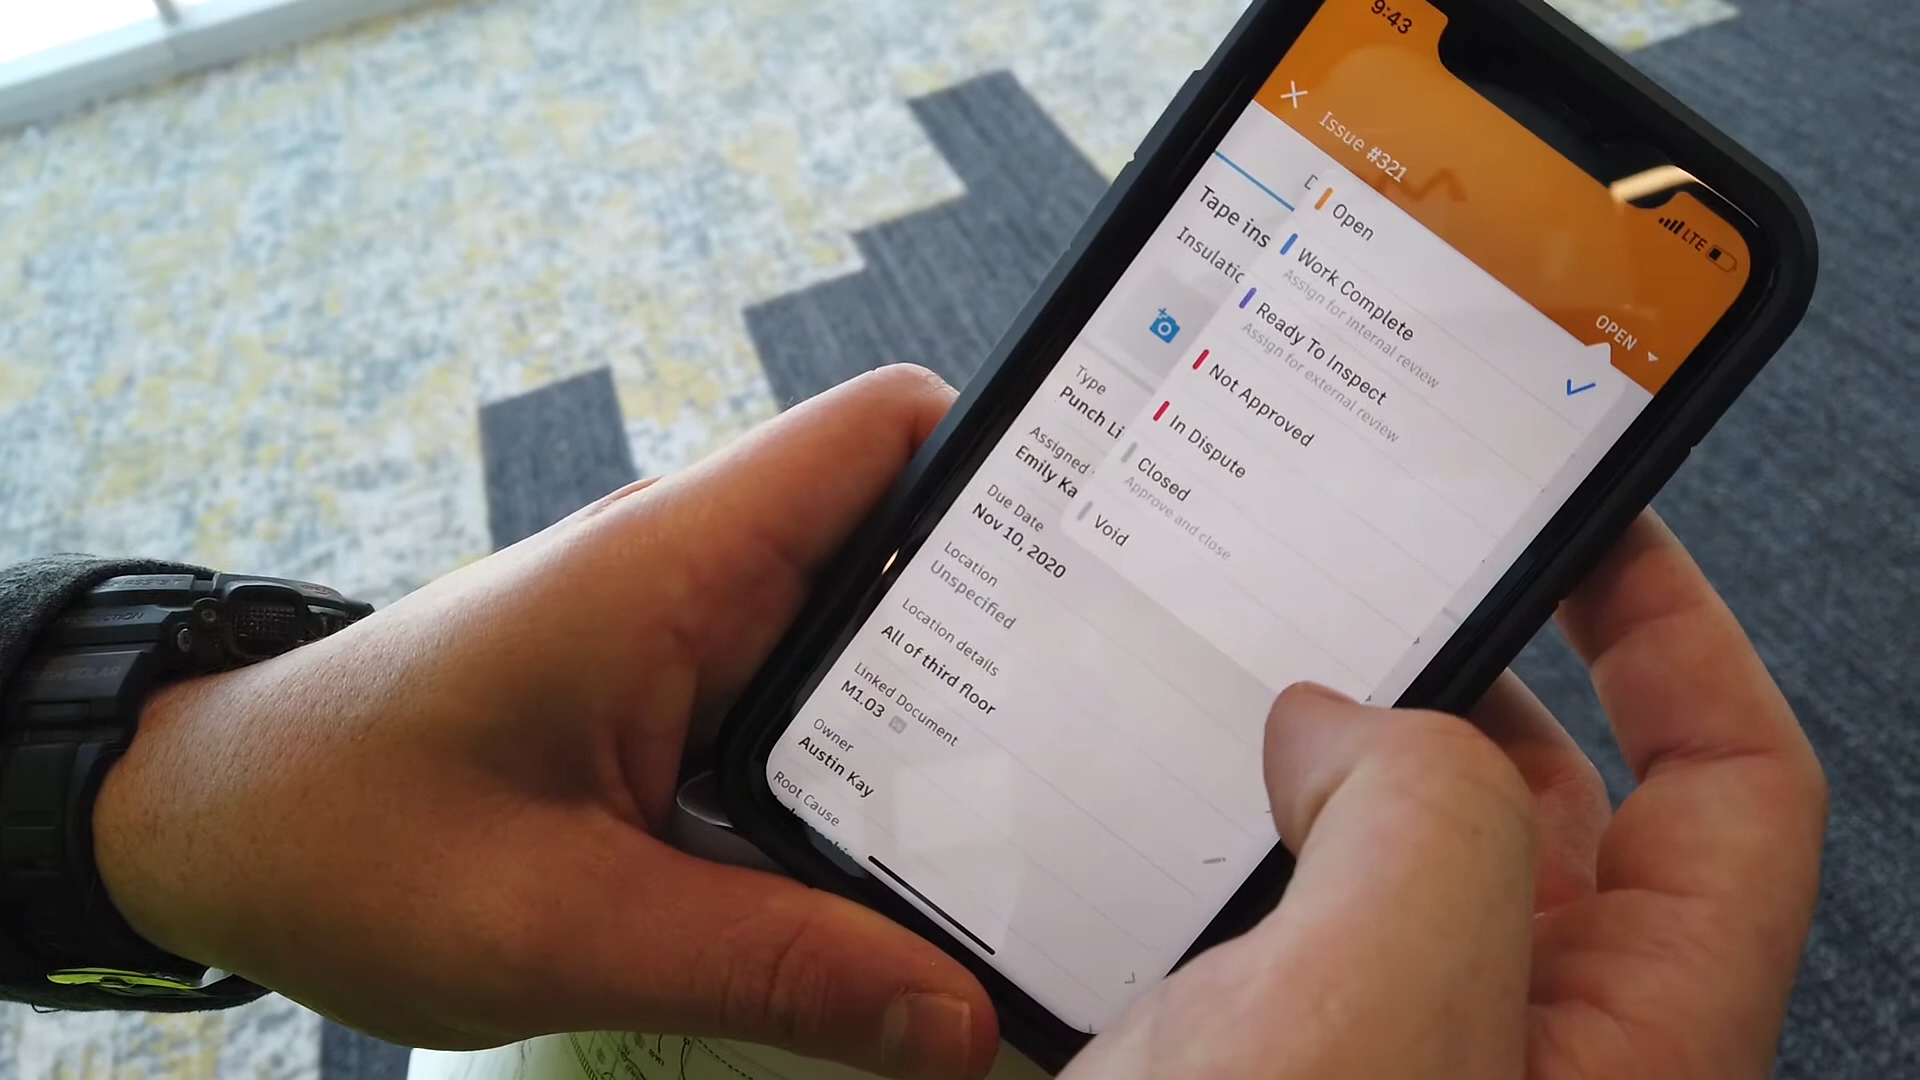 9:43
LTE
Issue #321
OPEN
Open
Work Complete
Assign for internal review
Ready To Inspect
Assign for external review
Not Approved
In Dispute
Closed
Approve and close
Void
Tape ins
Insulatio
Type
Punch Li
Assigned
Emily Ka
Due Date
Nov 10, 2020
Location
Unspecified
Location details
All of third floor
Linked Document
M1.03
Owner
Austin Kay
Root Cause